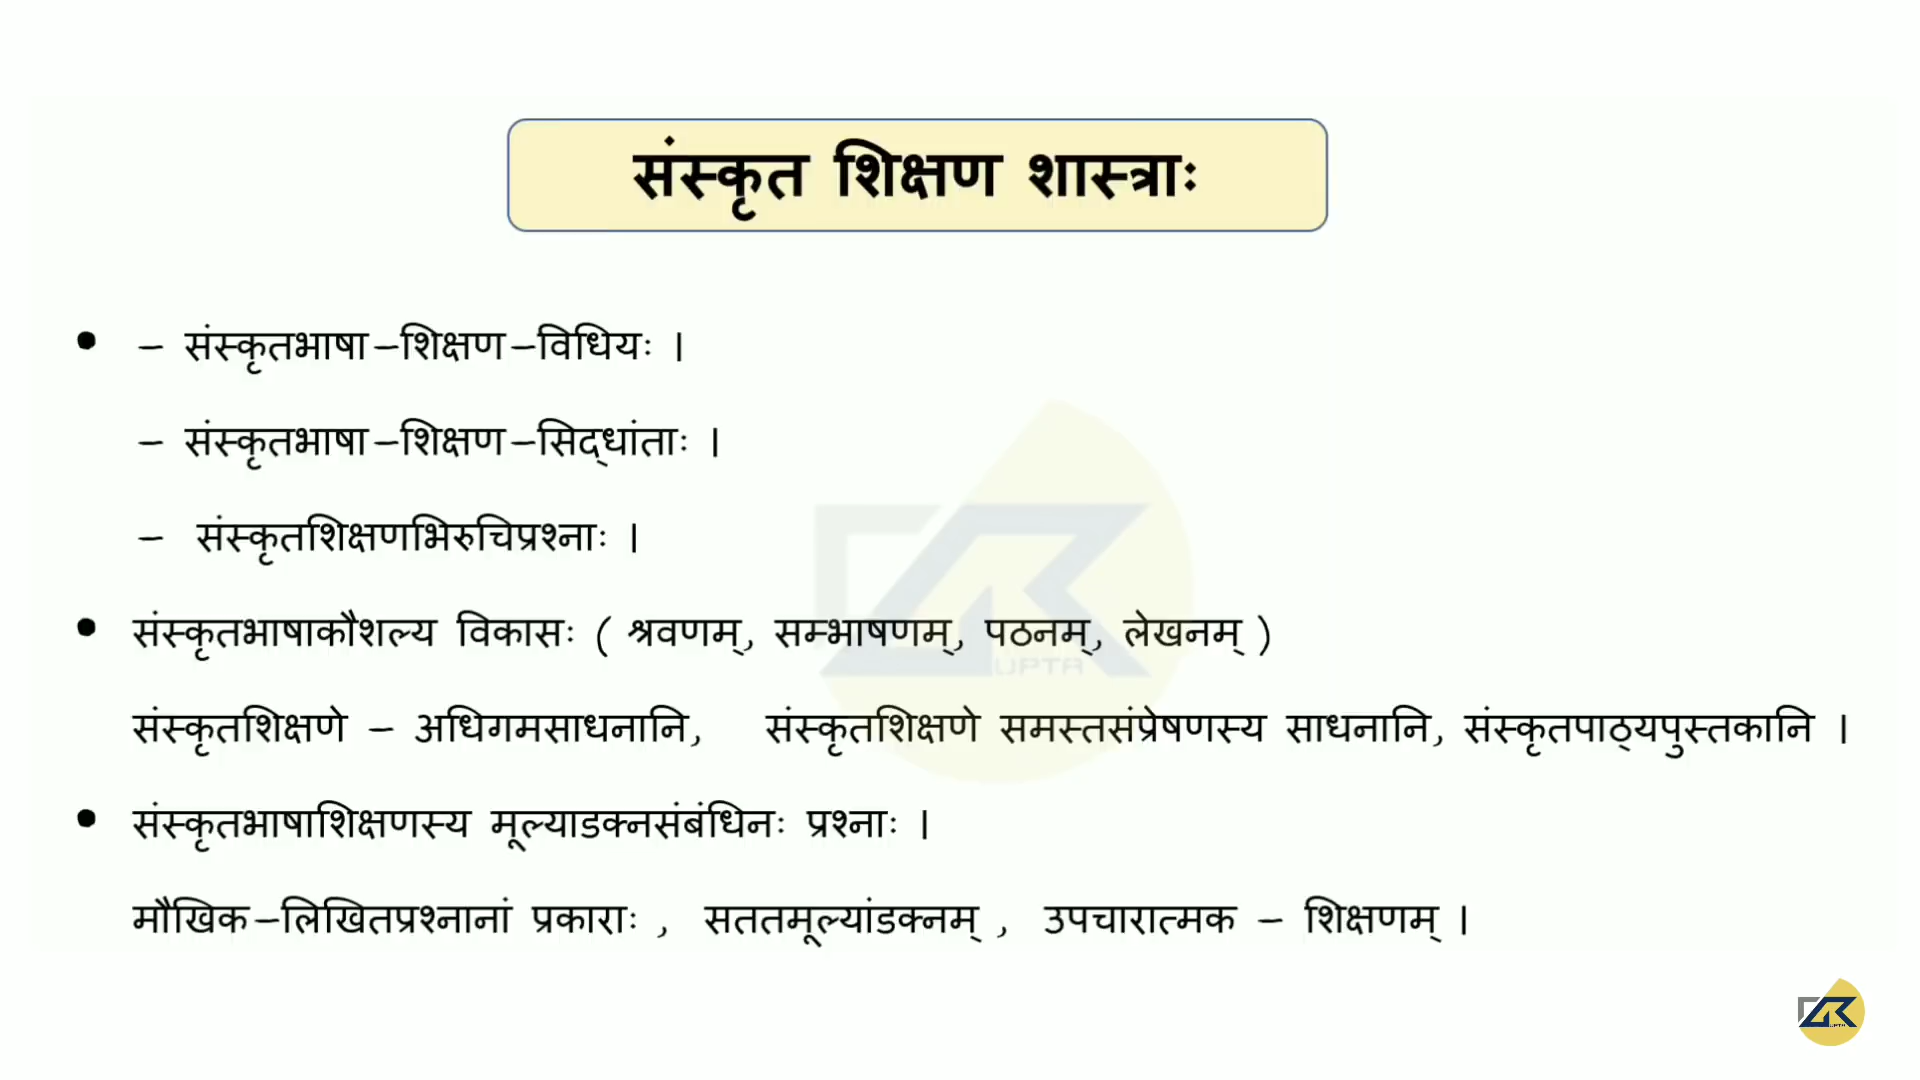 संस्कृत शिक्षण शास्त्राः
• – संस्कृतभाषा–शिक्षण–विधियः ।
– संस्कृतभाषा–शिक्षण–सिद्धांताः ।
– संस्कृतशिक्षणभिरुचिप्रश्नाः ।
• संस्कृतभाषाकौशल्य विकासः ( श्रवणम्, सम्भाषणम्, पठनम्, लेखनम् )
संस्कृतशिक्षणे – अधिगमसाधनानि, संस्कृतशिक्षणे समस्तसंप्रेषणस्य साधनानि, संस्कृतपाठ्यपुस्तकानि ।
• संस्कृतभाषाशिक्षणस्य मूल्याडक्नसंबंधिनः प्रश्नाः ।
मौखिक–लिखितप्रश्नानां प्रकाराः , सततमूल्यांडक्नम् , उपचारात्मक – शिक्षणम् ।